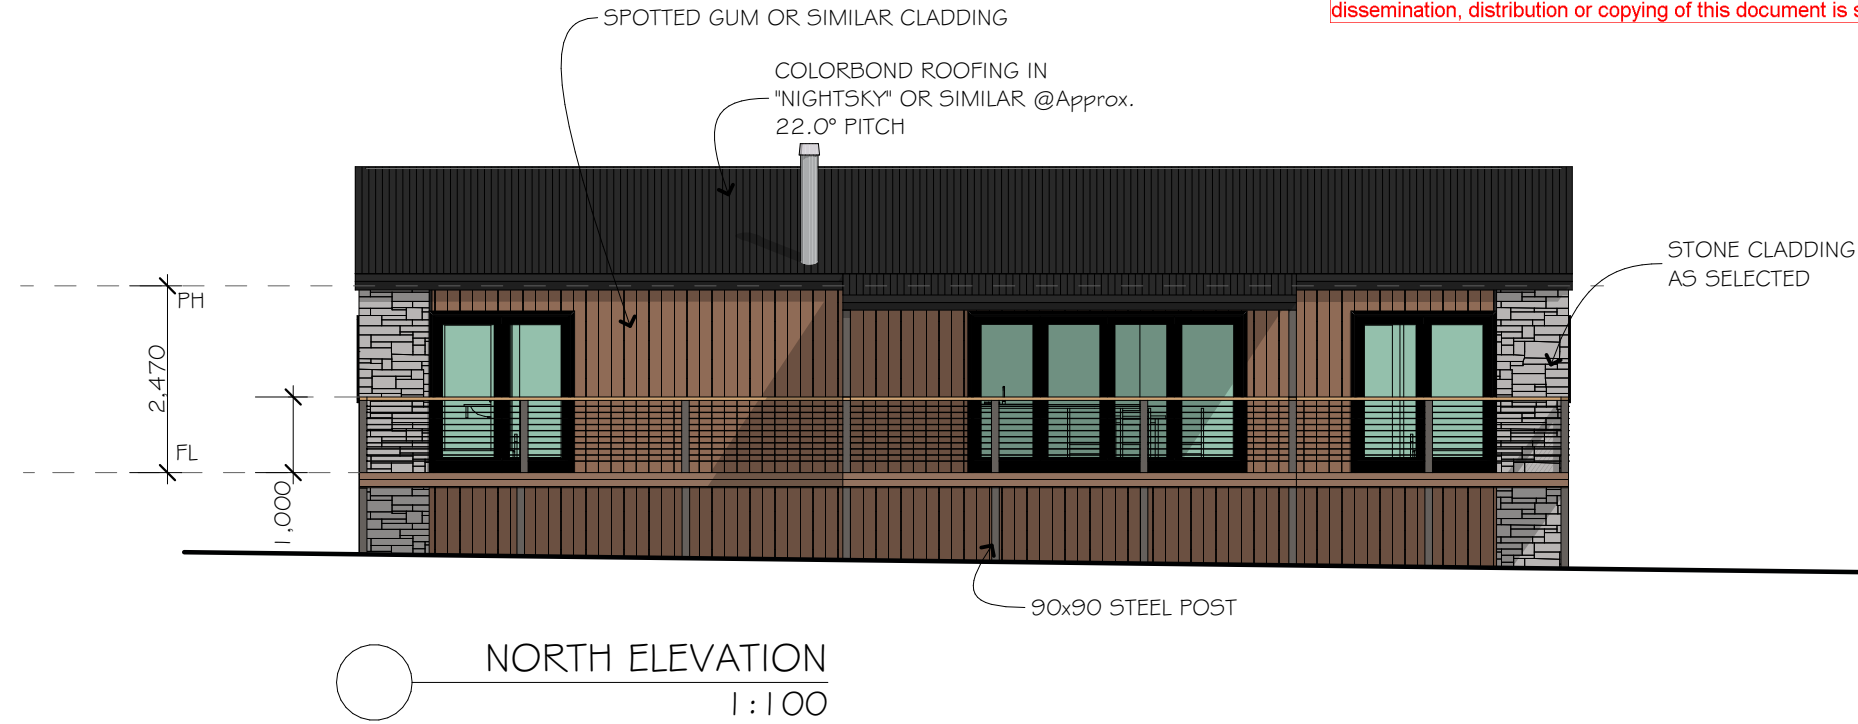 dissemination, distribution or copying of this document is
SPOTTED GUM OR SIMILAR CLADDING
COLORBOND ROOFING IN
"NIGHTSKY" OR SIMILAR @Approx.
22.0° PITCH
STONE CLADDING
AS SELECTED
PH
2,470
FL
1,000
90x90 STEEL POST
NORTH ELEVATION
1:100